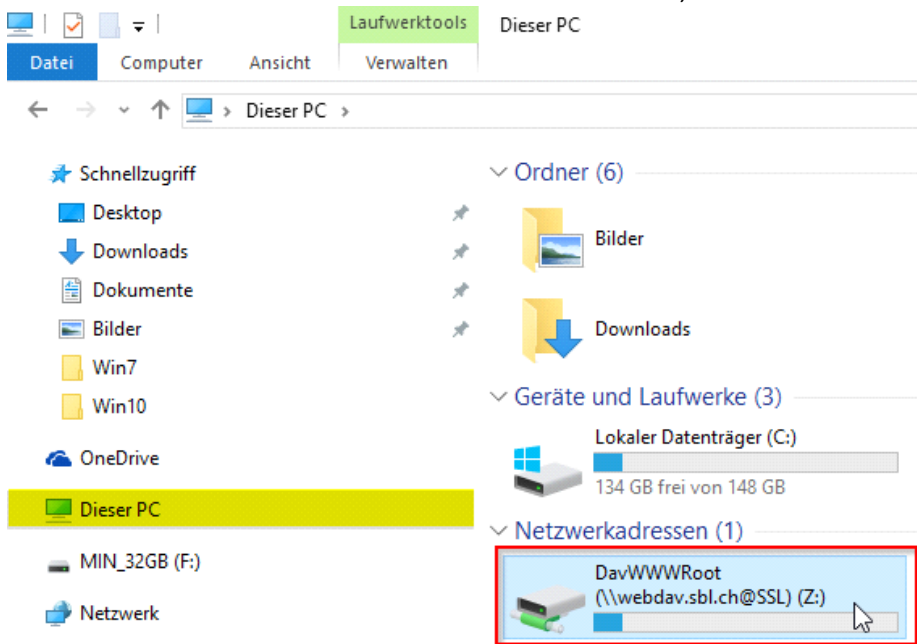 Laufwerktools
Dieser PC
Datei
Computer
Ansicht
Verwalten
Dieser PC
Schnellzugriff
Desktop
Downloads
Dokumente
Bilder
Win7
Win10
OneDrive
Dieser PC
MIN_32GB (F:)
Netzwerk
Ordner (6)
Bilder
Downloads
Geräte und Laufwerke (3)
Lokaler Datenträger (C:)
134 GB frei von 148 GB
Netzwerkadressen (1)
DavWWWRoot
(\\webdav.sbl.ch@SSL) (Z:)